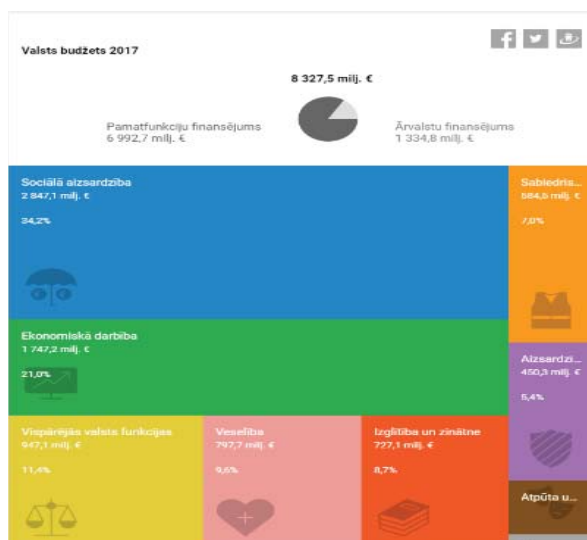 Valsts budžets 2017
8 327,5 milj. €
Pamatfunkciju finansējums
6 992,7 milj. €
Ārvalstu finansējums
1 334,8 milj. €
Sociālā aizsardzība
2 847,1 milj. €
34,2%
Sabiedris...
584,5 milj. €
7,0%
Ekonomiskā darbība
1 747,2 milj. €
21,0%
Aizsardzī...
450,3 milj. €
5,4%
Vispārējās valsts funkcijas
947,1 milj. €
11,4%
Veselība
797,7 milj. €
9,6%
Izglītība un zinātne
727,1 milj. €
8,7%
Atpūta u...